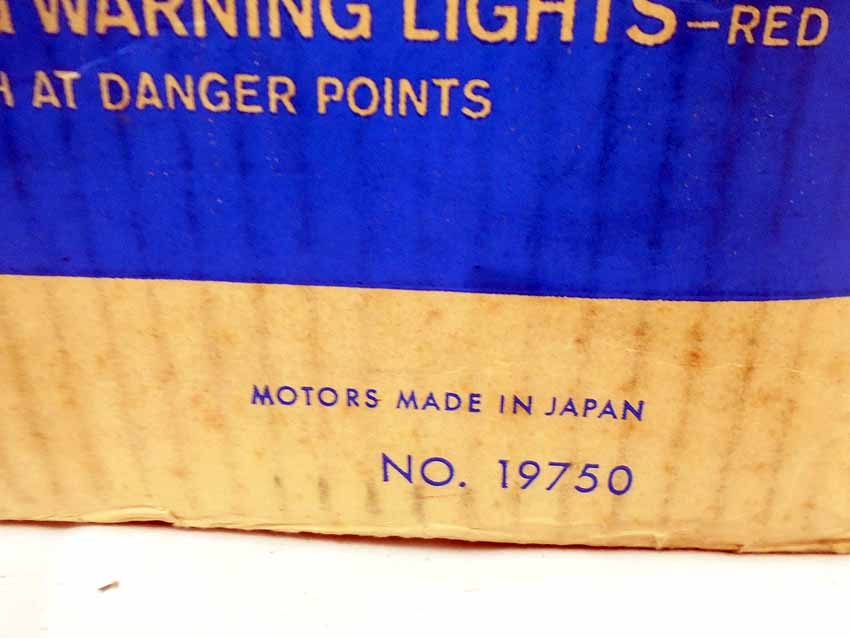 WARNING LIGHTS–RED
AT DANGER POINTS
MOTORS MADE IN JAPAN
NO. 19750